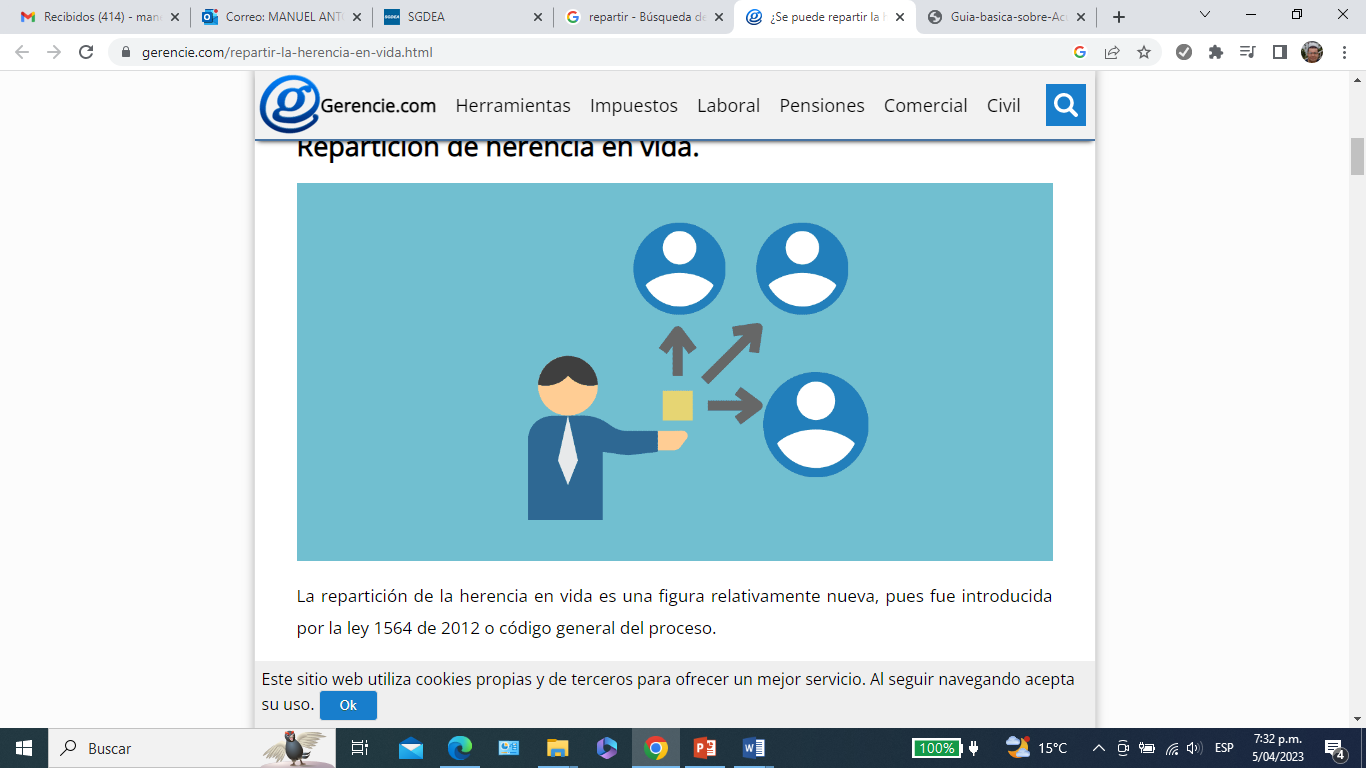 Recibidos (414) - man
Correo: MANUEL ANT
SGDEA
repartir - Búsqueda de
¿Se puede repartir la h
Guia-basica-sobre-Ac
gerencie.com/repartir-la-herencia-en-vida.html
Gerencie.com Herramientas Impuestos Laboral Pensiones Comercial Civil
Repartición de herencia en vida.
La repartición de la herencia en vida es una figura relativamente nueva, pues fue introducida
por la ley 1564 de 2012 o código general del proceso.
Este sitio web utiliza cookies propias y de terceros para ofrecer un mejor servicio. Al seguir navegando acepta
su uso. Ok
Buscar
100%
15°C
ESP
7:32 p.m.
5/04/2023
4